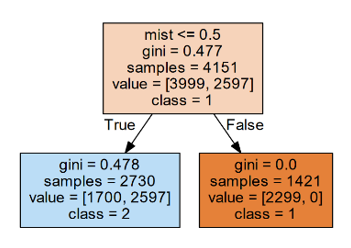 mist <= 0.5
gini = 0.477
samples = 4151
value = [3999, 2597]
class = 1
True
False
gini = 0.478
samples = 2730
value = [1700, 2597]
class = 2
gini = 0.0
samples = 1421
value = [2299, 0]
class = 1